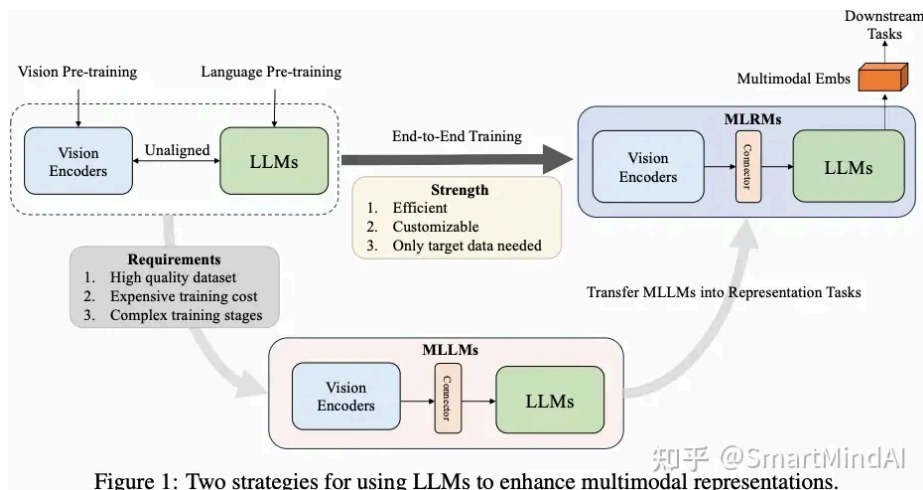 Downstream
Tasks
Vision Pre-training
Language Pre-training
Multimodal Embs
MLRMs
Vision
Encoders
Unaligned
LLMs
End-to-End Training
Vision
Encoders
Connector
LLMs
Strength
1. Efficient
2. Customizable
3. Only target data needed
Requirements
1. High quality dataset
2. Expensive training cost
3. Complex training stages
Transfer MLLMs into Representation Tasks
MLLMs
Vision
Encoders
Connector
LLMs
知乎 @SmartMindAI
Figure 1: Two strategies for using LLMs to enhance multimodal representations.